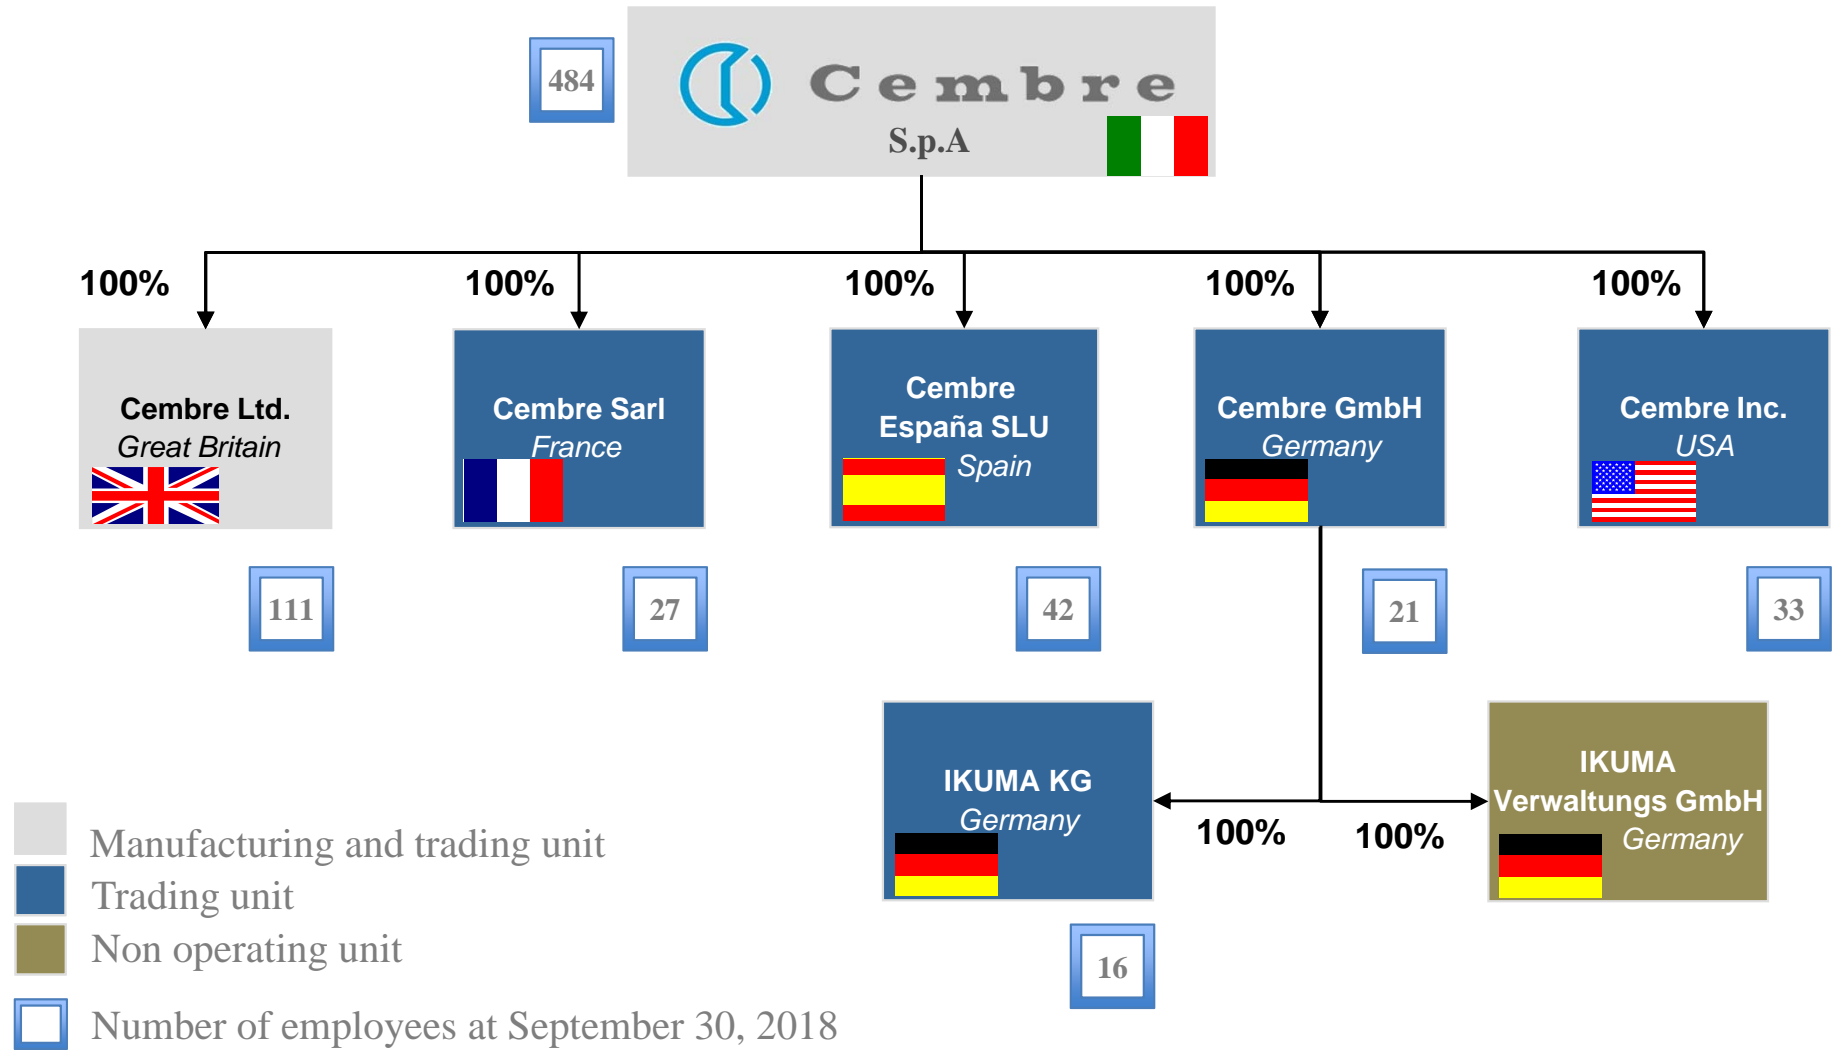 484
Cembre
S.p.A
100%
100%
100%
100%
100%
Cembre Ltd.
Great Britain
Cembre Sarl
France
Cembre
España SLU
Spain
Cembre GmbH
Germany
Cembre Inc.
USA
111
27
42
21
33
IKUMA KG
Germany
100%
100%
IKUMA
Verwaltungs GmbH
Germany
16
Manufacturing and trading unit
Trading unit
Non operating unit
Number of employees at September 30, 2018